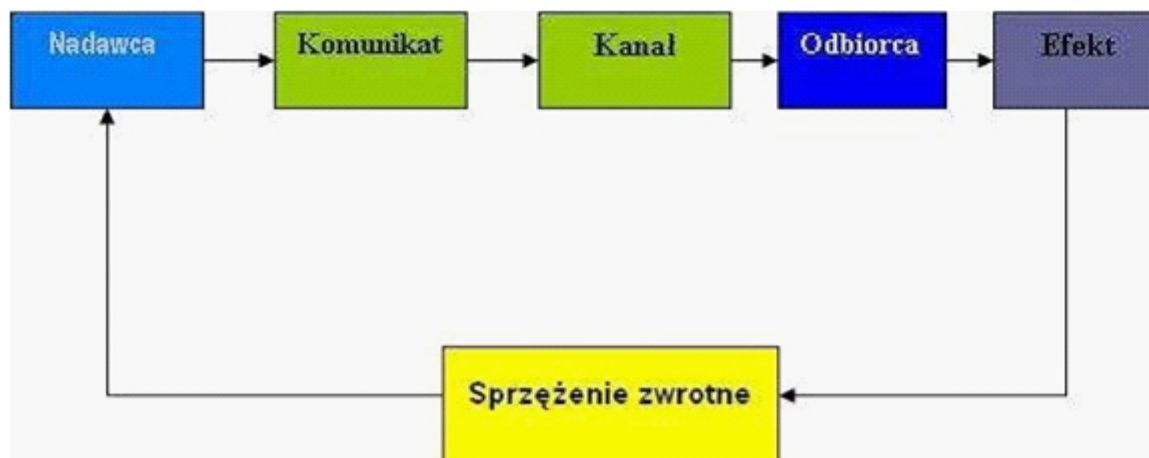 Nadawca
Komunikat
Kanał
Odbiorca
Efekt
Sprzężenie zwrotne